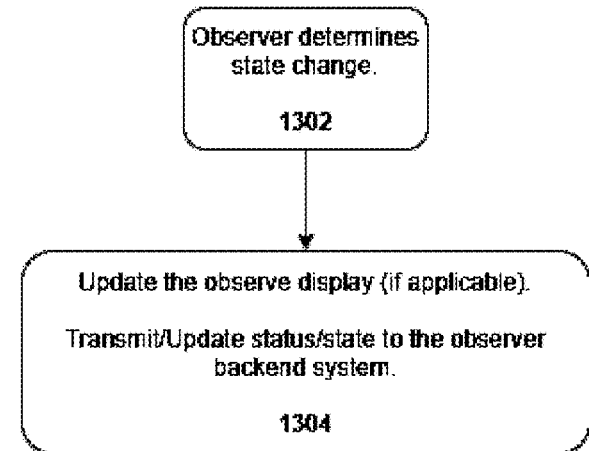 Observer determines
state change.
1302
Update the observe display (if applicable).
Transmit/Update status/state to the observer
backend system.
1304